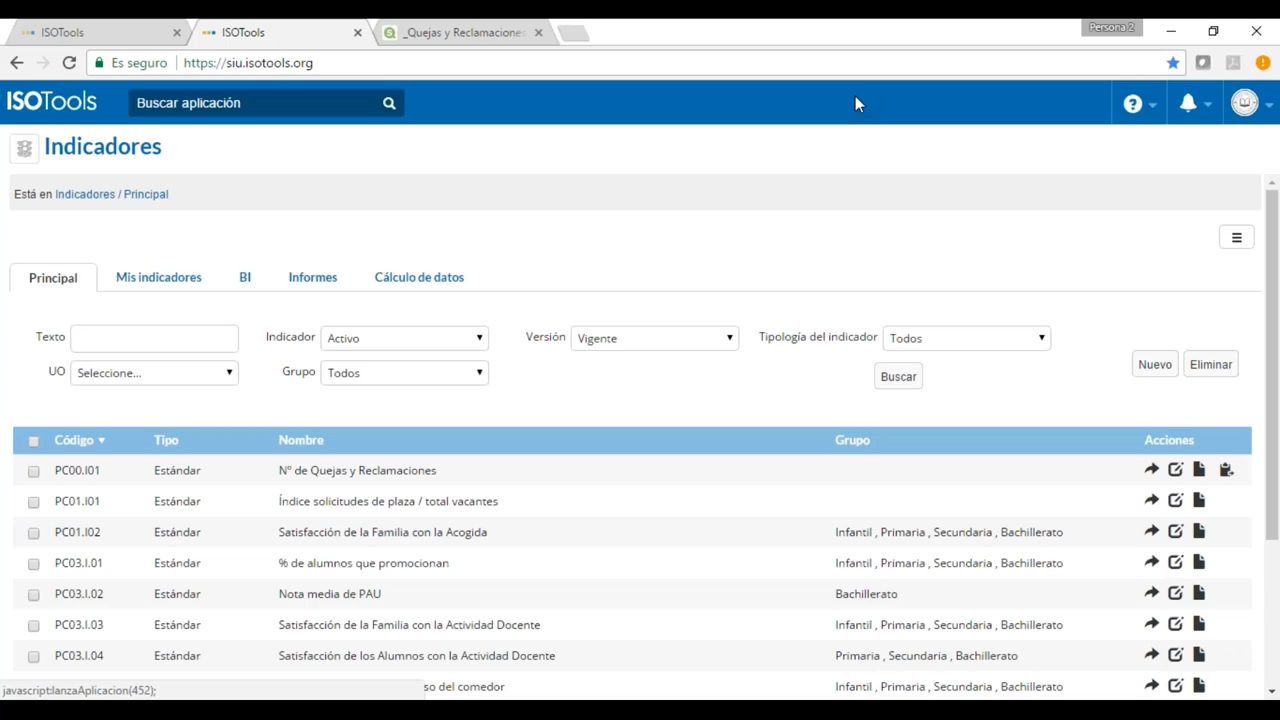 ISOTools
ISOTools
_Quejas y Reclamaciones
Persona 2
Es seguro https://siu.isotools.org
ISOTools
Buscar aplicación
Indicadores
Está en Indicadores / Principal
Principal Mis indicadores BI Informes Cálculo de datos
Texto Indicador Activo Versión Vigente Tipología del indicador Todos
UO Seleccione... Grupo Todos Buscar Nuevo Eliminar
Código Tipo Nombre Grupo Acciones
PC00.I01 Estándar Nº de Quejas y Reclamaciones
PC01.I01 Estándar Índice solicitudes de plaza / total vacantes
PC01.I02 Estándar Satisfacción de la Familia con la Acogida Infantil , Primaria , Secundaria , Bachillerato
PC03.I.01 Estándar % de alumnos que promocionan Infantil , Primaria , Secundaria , Bachillerato
PC03.I.02 Estándar Nota media de PAU Bachillerato
PC03.I.03 Estándar Satisfacción de la Familia con la Actividad Docente Infantil , Primaria , Secundaria , Bachillerato
PC03.I.04 Estándar Satisfacción de los Alumnos con la Actividad Docente Primaria , Secundaria , Bachillerato
so del comedor Infantil , Primaria , Secundaria , Bachillerato
javascript:lanzaAplicacion(452);